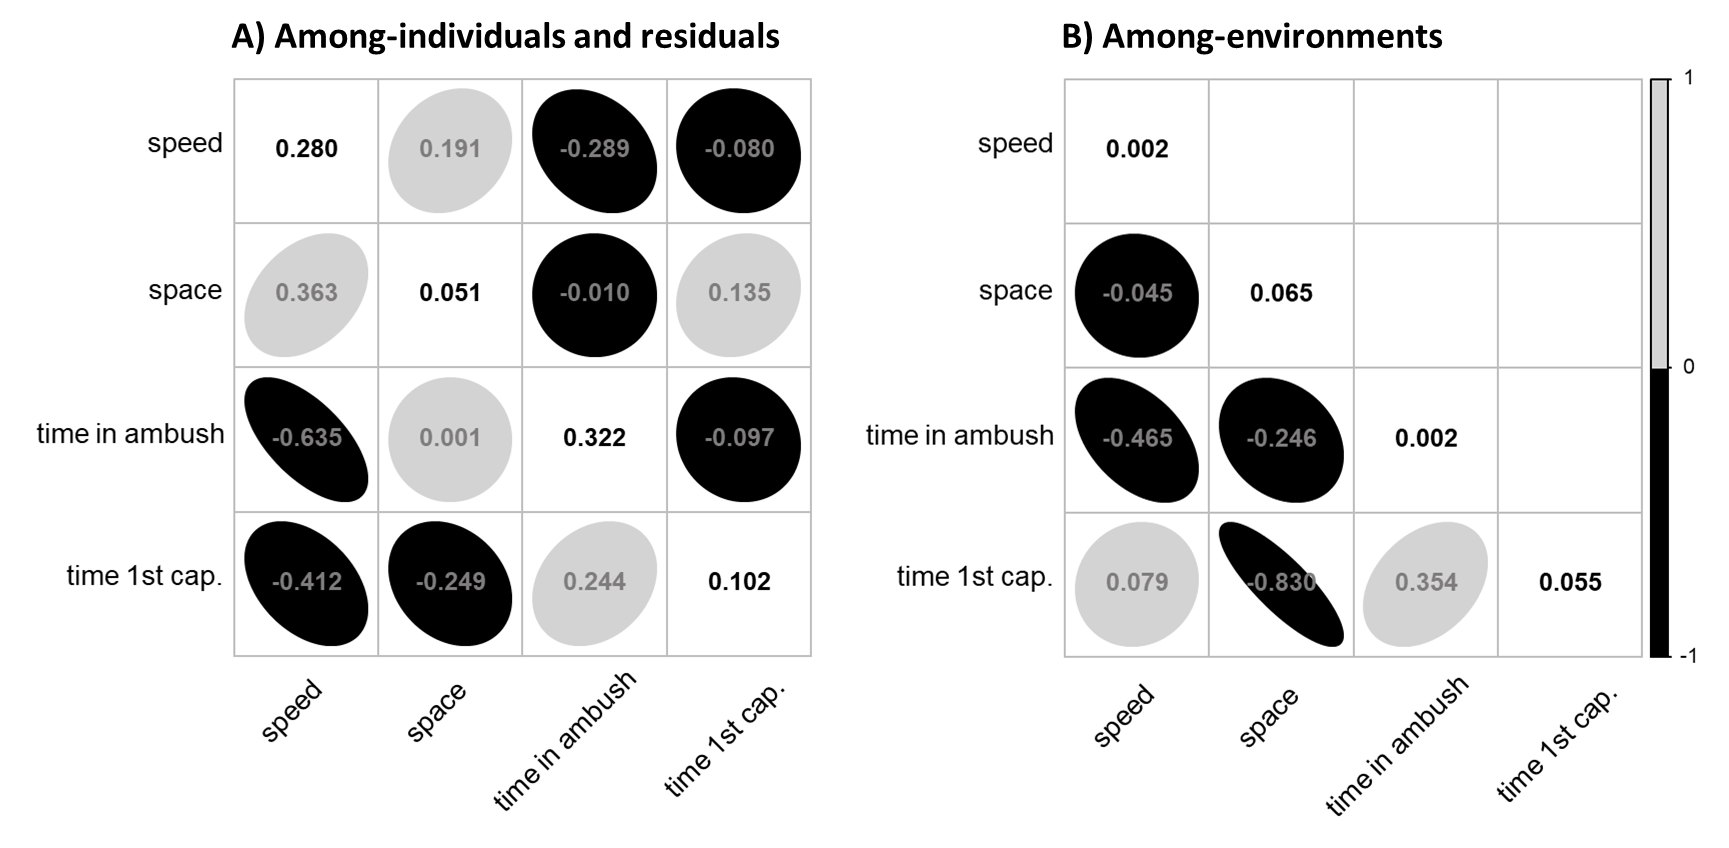 A) Among-individuals and residuals
speed 0.280 0.191 -0.289 -0.080
space 0.363 0.051 -0.010 0.135
time in ambush -0.635 0.001 0.322 -0.097
time 1st cap. -0.412 -0.249 0.244 0.102
speed space time in ambush time 1st cap.
B) Among-environments
speed 0.002
space -0.045 0.065
time in ambush -0.465 -0.246 0.002
time 1st cap. 0.079 -0.830 0.354 0.055
speed space time in ambush time 1st cap.
1
0
-1